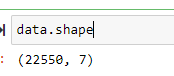 data.shape
: (22550, 7)